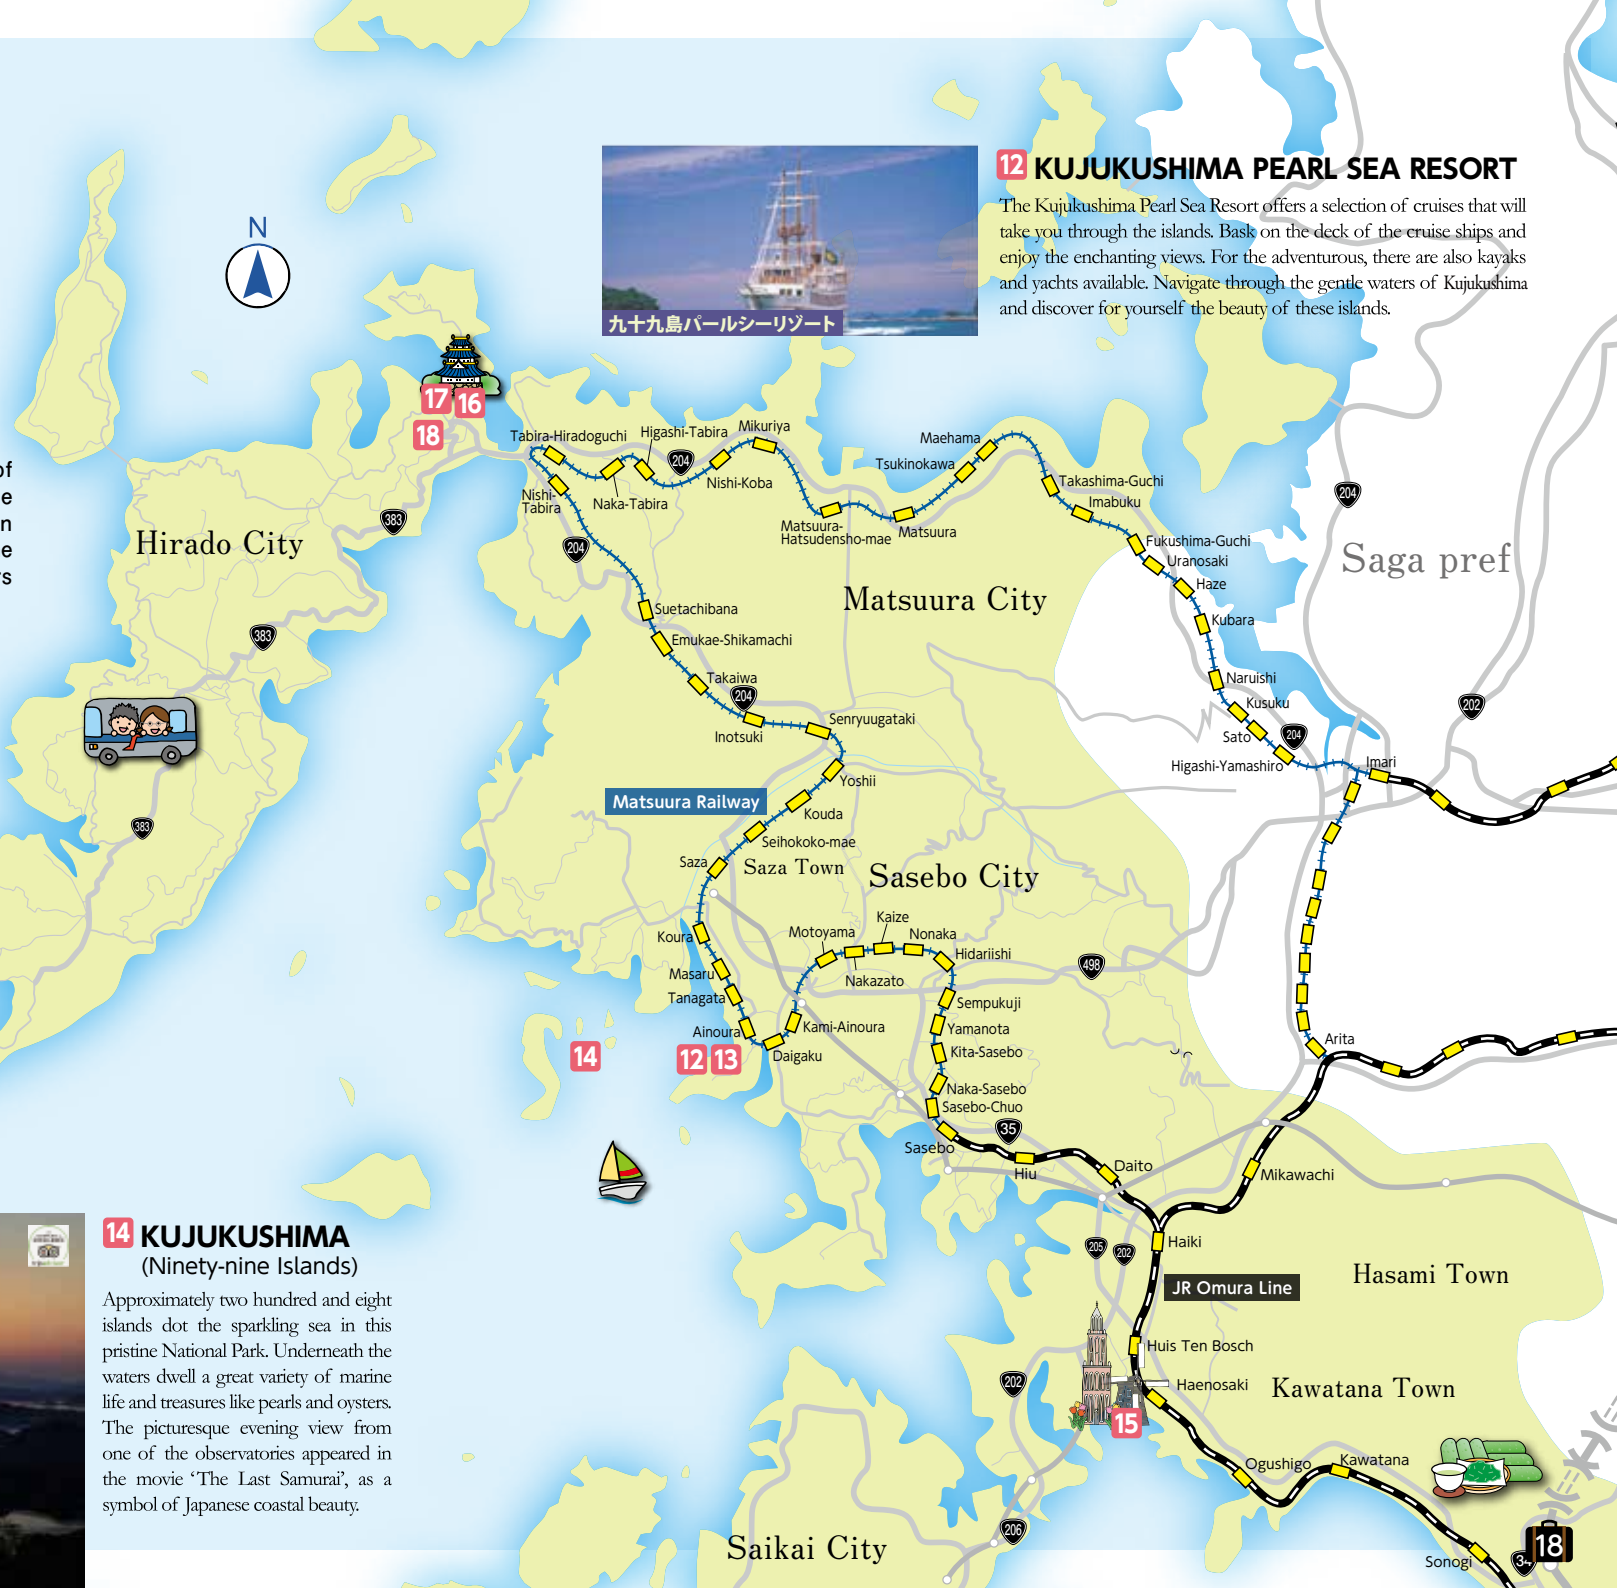 N
12 KUJUKUSHIMA PEARL SEA RESORT
The Kujukushima Pearl Sea Resort offers a selection of cruises that will
take you through the islands. Bask on the deck of the cruise ships and
enjoy the enchanting views. For the adventurous, there are also kayaks
and yachts available. Navigate through the gentle waters of Kujukushima
and discover for yourself the beauty of these islands.
九十九島パールシーリゾート
17
16
18
of
e
n
e
rs
Tabira-Hiradoguchi
Higashi-Tabira
Mikuriya
204
Nishi-Koba
Naka-Tabira
Nishi-
Tabira
Maehama
Tsukinokawa
Takashima-Guchi
Imabuku
Matsuura-
Hatsudensho-mae
Matsuura
Fukushima-Guchi
Uranosaki
Haze
Kubara
204
383
Hirado City
204
Saga pref
Matsuura City
Suetachibana
Emukae-Shikamachi
383
Takaiwa
204
Inotsuki
Senryuugataki
Naruishi
Kusuku
Sato
204
202
Higashi-Yamashiro
Imari
Yoshii
Matsuura Railway
Kouda
Seihokoko-mae
383
Saza
Saza Town
Sasebo City
Koura
Motoyama
Kaize
Nonaka
Hidariishi
Nakazato
498
Masaru
Tanagata
Sempukuji
Ainoura
Kami-Ainoura
Yamanota
Arita
14
12 13
Daigaku
Kita-Sasebo
Naka-Sasebo
Sasebo-Chuo
35
Sasebo
Hiu
Daito
Mikawachi
Haiki
205
202
Hasami Town
JR Omura Line
14 KUJUKUSHIMA
(Ninety-nine Islands)
Approximately two hundred and eight
islands dot the sparkling sea in this
pristine National Park. Underneath the
waters dwell a great variety of marine
life and treasures like pearls and oysters.
The picturesque evening view from
one of the observatories appeared in
the movie ‘The Last Samurai’, as a
symbol of Japanese coastal beauty.
Huis Ten Bosch
202
Haenosaki
Kawatana Town
15
Ogushigo
Kawatana
206
Saikai City
Sonogi
34
18